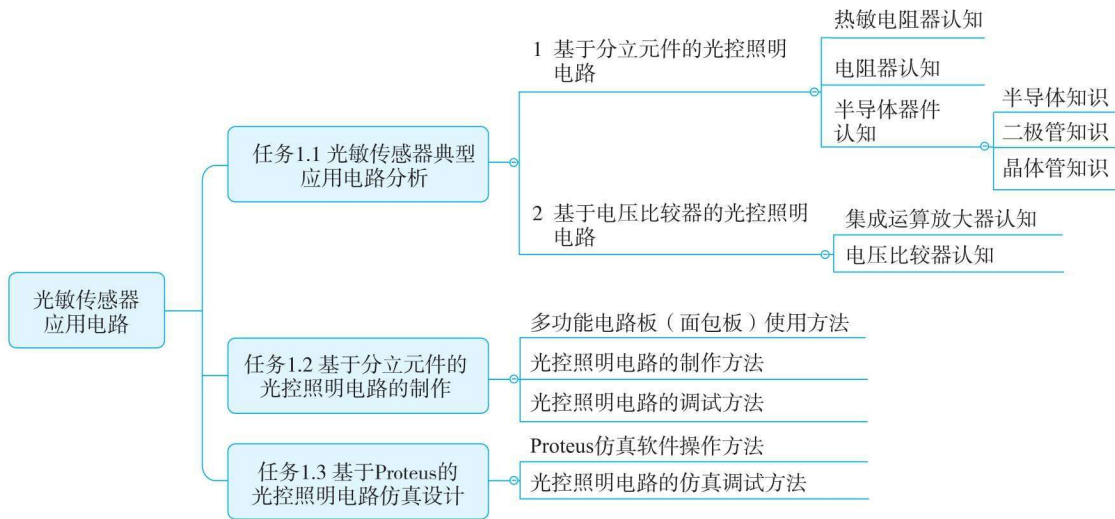 光敏传感器
应用电路
任务1.1 光敏传感器典型
应用电路分析
1 基于分立元件的光控照明
电路
热敏电阻器认知
电阻器认知
半导体器件
认知
半导体知识
二极管知识
晶体管知识
2 基于电压比较器的光控照明
电路
集成运算放大器认知
电压比较器认知
任务1.2 基于分立元件的
光控照明电路的制作
多功能电路板（面包板）使用方法
光控照明电路的制作方法
光控照明电路的调试方法
任务1.3 基于Proteus的
光控照明电路仿真设计
Proteus仿真软件操作方法
光控照明电路的仿真调试方法